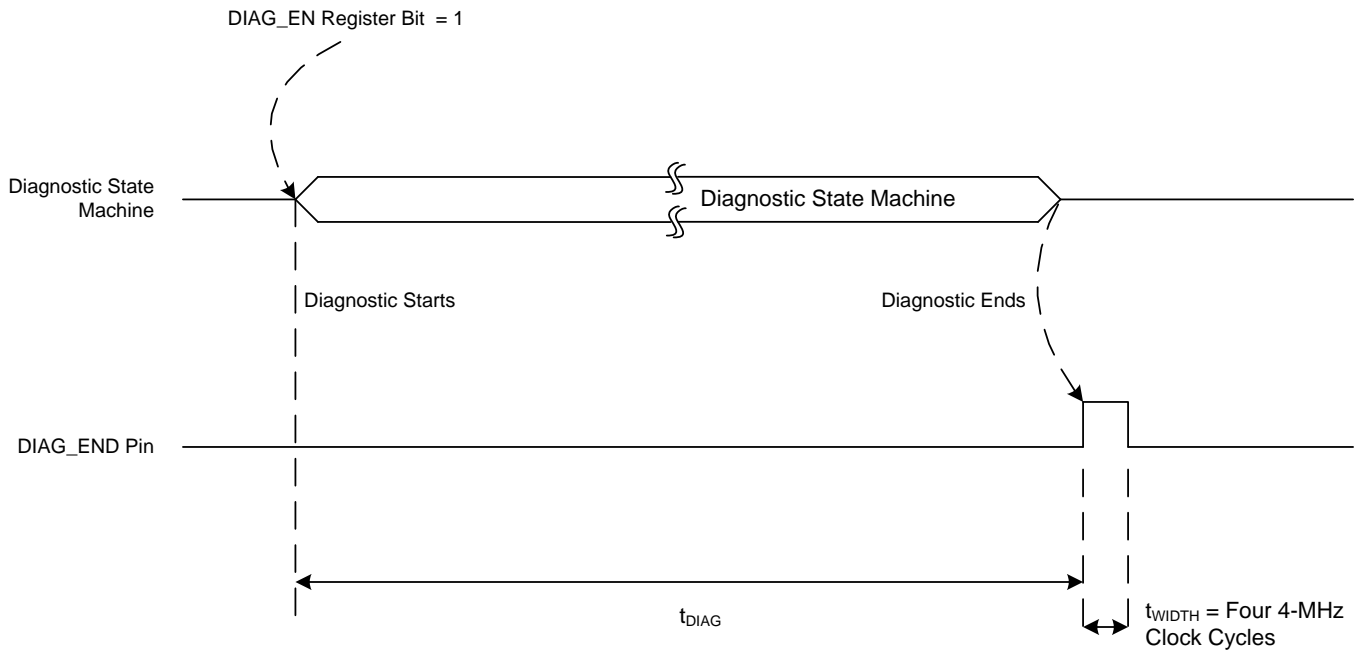 DIAG_EN Register Bit  = 1
Diagnostic State
Machine
Diagnostic State Machine
Diagnostic Starts
Diagnostic Ends
DIAG_END Pin
tDIAG
tWIDTH = Four 4-MHz
Clock Cycles